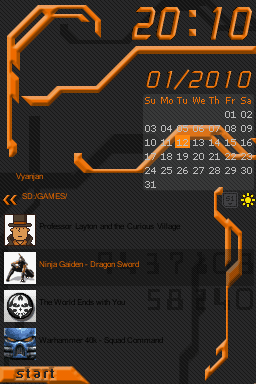 20:10
01/2010
Su Mo Tu We Th Fr Sa
01 02
03 04 05 06 07 08 09
10 11 12 13 14 15 16
17 18 19 20 21 22 23
24 25 26 27 28 29 30
31
Vyanjan
SD:/GAMES/
Professor Layton and the Curious Village
Ninja Gaiden - Dragon Sword
The World Ends with You
Warhammer 40k - Squad Command
start